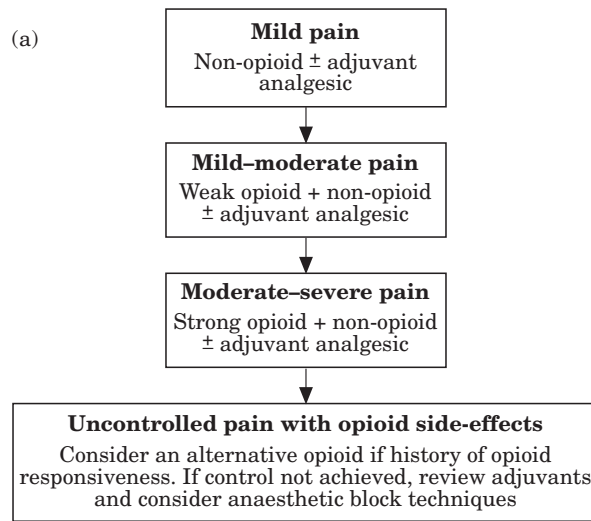 (a)
Mild pain
Non-opioid ± adjuvant
analgesic
Mild–moderate pain
Weak opioid + non-opioid
± adjuvant analgesic
Moderate–severe pain
Strong opioid + non-opioid
± adjuvant analgesic
Uncontrolled pain with opioid side-effects
Consider an alternative opioid if history of opioid
responsiveness. If control not achieved, review adjuvants
and consider anaesthetic block techniques